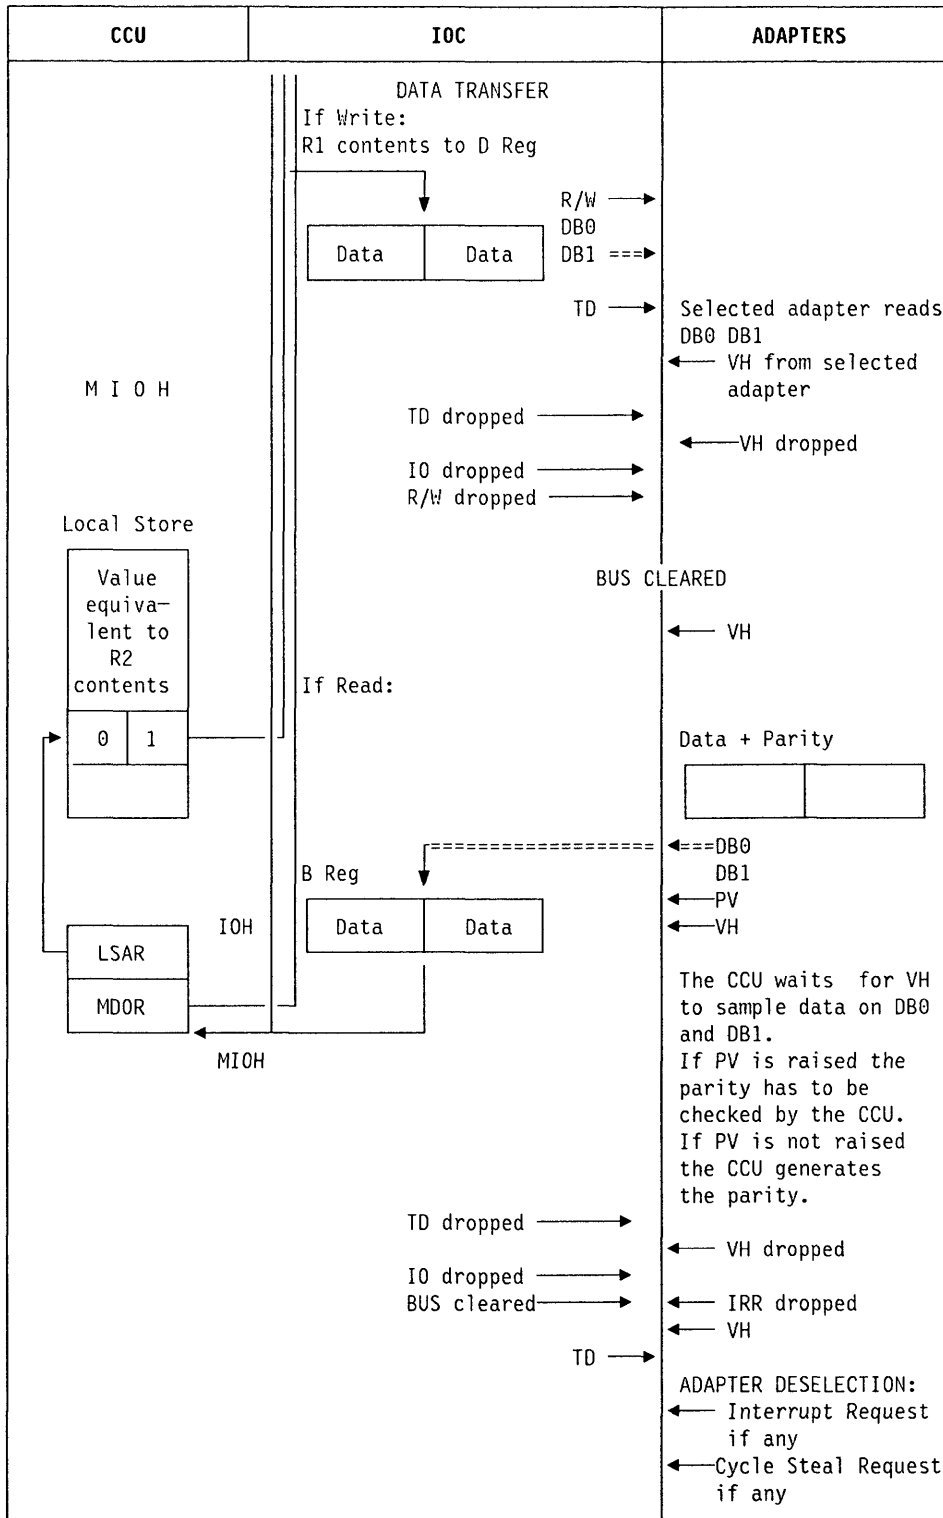 CCU
IOC
ADAPTERS
DATA TRANSFER
If Write:
R1 contents to D Reg
R/W
DB0
Data Data DB1 ===
TD
Selected adapter reads
DB0 DB1
VH from selected
adapter
M I O H
TD dropped
VH dropped
IO dropped
R/W dropped
Local Store
Value
equiva-
lent to
R2
contents
BUS CLEARED
VH
If Read:
0 1
Data + Parity
===DB0
DB1
B Reg
PV
IOH
Data Data
VH
LSAR
MDOR
MIOH
The CCU waits for VH
to sample data on DB0
and DB1.
If PV is raised the
parity has to be
checked by the CCU.
If PV is not raised
the CCU generates
the parity.
TD dropped
VH dropped
IO dropped
BUS cleared
IRR dropped
VH
TD
ADAPTER DESELECTION:
Interrupt Request
if any
Cycle Steal Request
if any